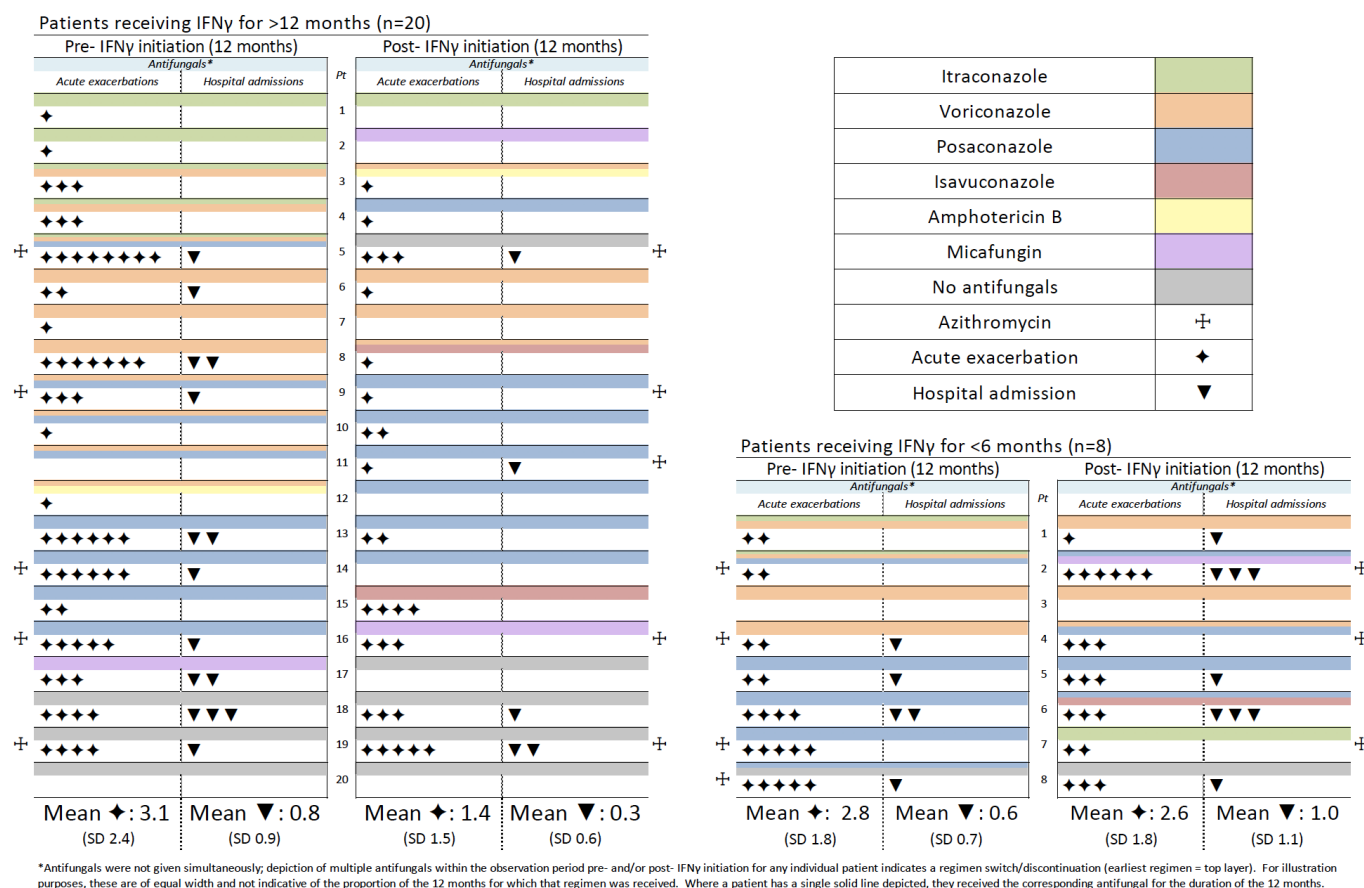 Patients receiving IFNγ for >12 months (n=20)
Pre- IFNγ initiation (12 months)
Post- IFNγ initiation (12 months)
Antifungals*
Acute exacerbations
Hospital admissions
Pt
Antifungals*
Acute exacerbations
Hospital admissions
1
2
3
4
5
6
7
8
9
10
11
12
13
14
15
16
17
18
19
20
Mean ✦: 3.1
(SD 2.4)
Mean ▼: 0.8
(SD 0.9)
Mean ✦: 1.4
(SD 1.5)
Mean ▼: 0.3
(SD 0.6)
Itraconazole
Voriconazole
Posaconazole
Isavuconazole
Amphotericin B
Micafungin
No antifungals
Azithromycin
Acute exacerbation
Hospital admission
Patients receiving IFNγ for <6 months (n=8)
Pre- IFNγ initiation (12 months)
Post- IFNγ initiation (12 months)
Antifungals*
Acute exacerbations
Hospital admissions
Pt
Antifungals*
Acute exacerbations
Hospital admissions
1
2
3
4
5
6
7
8
Mean ✦: 2.8
(SD 1.8)
Mean ▼: 0.6
(SD 0.7)
Mean ✦: 2.6
(SD 1.8)
Mean ▼: 1.0
(SD 1.1)
*Antifungals were not given simultaneously; depiction of multiple antifungals within the observation period pre- and/or post- IFNγ initiation for any individual patient indicates a regimen switch/discontinuation (earliest regimen = top layer). For illustration
purposes, these are of equal width and not indicative of the proportion of the 12 months for which that regimen was received. Where a patient has a single solid line depicted, they received the corresponding antifungal for the duration of the 12 months.